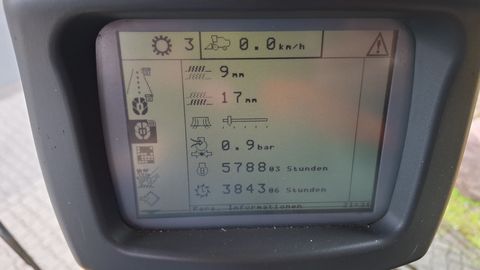 3 0.0 km/h
9 mm
17 mm
0.9 bar
5788 03 Stunden
3843 06 Stunden
Informationen